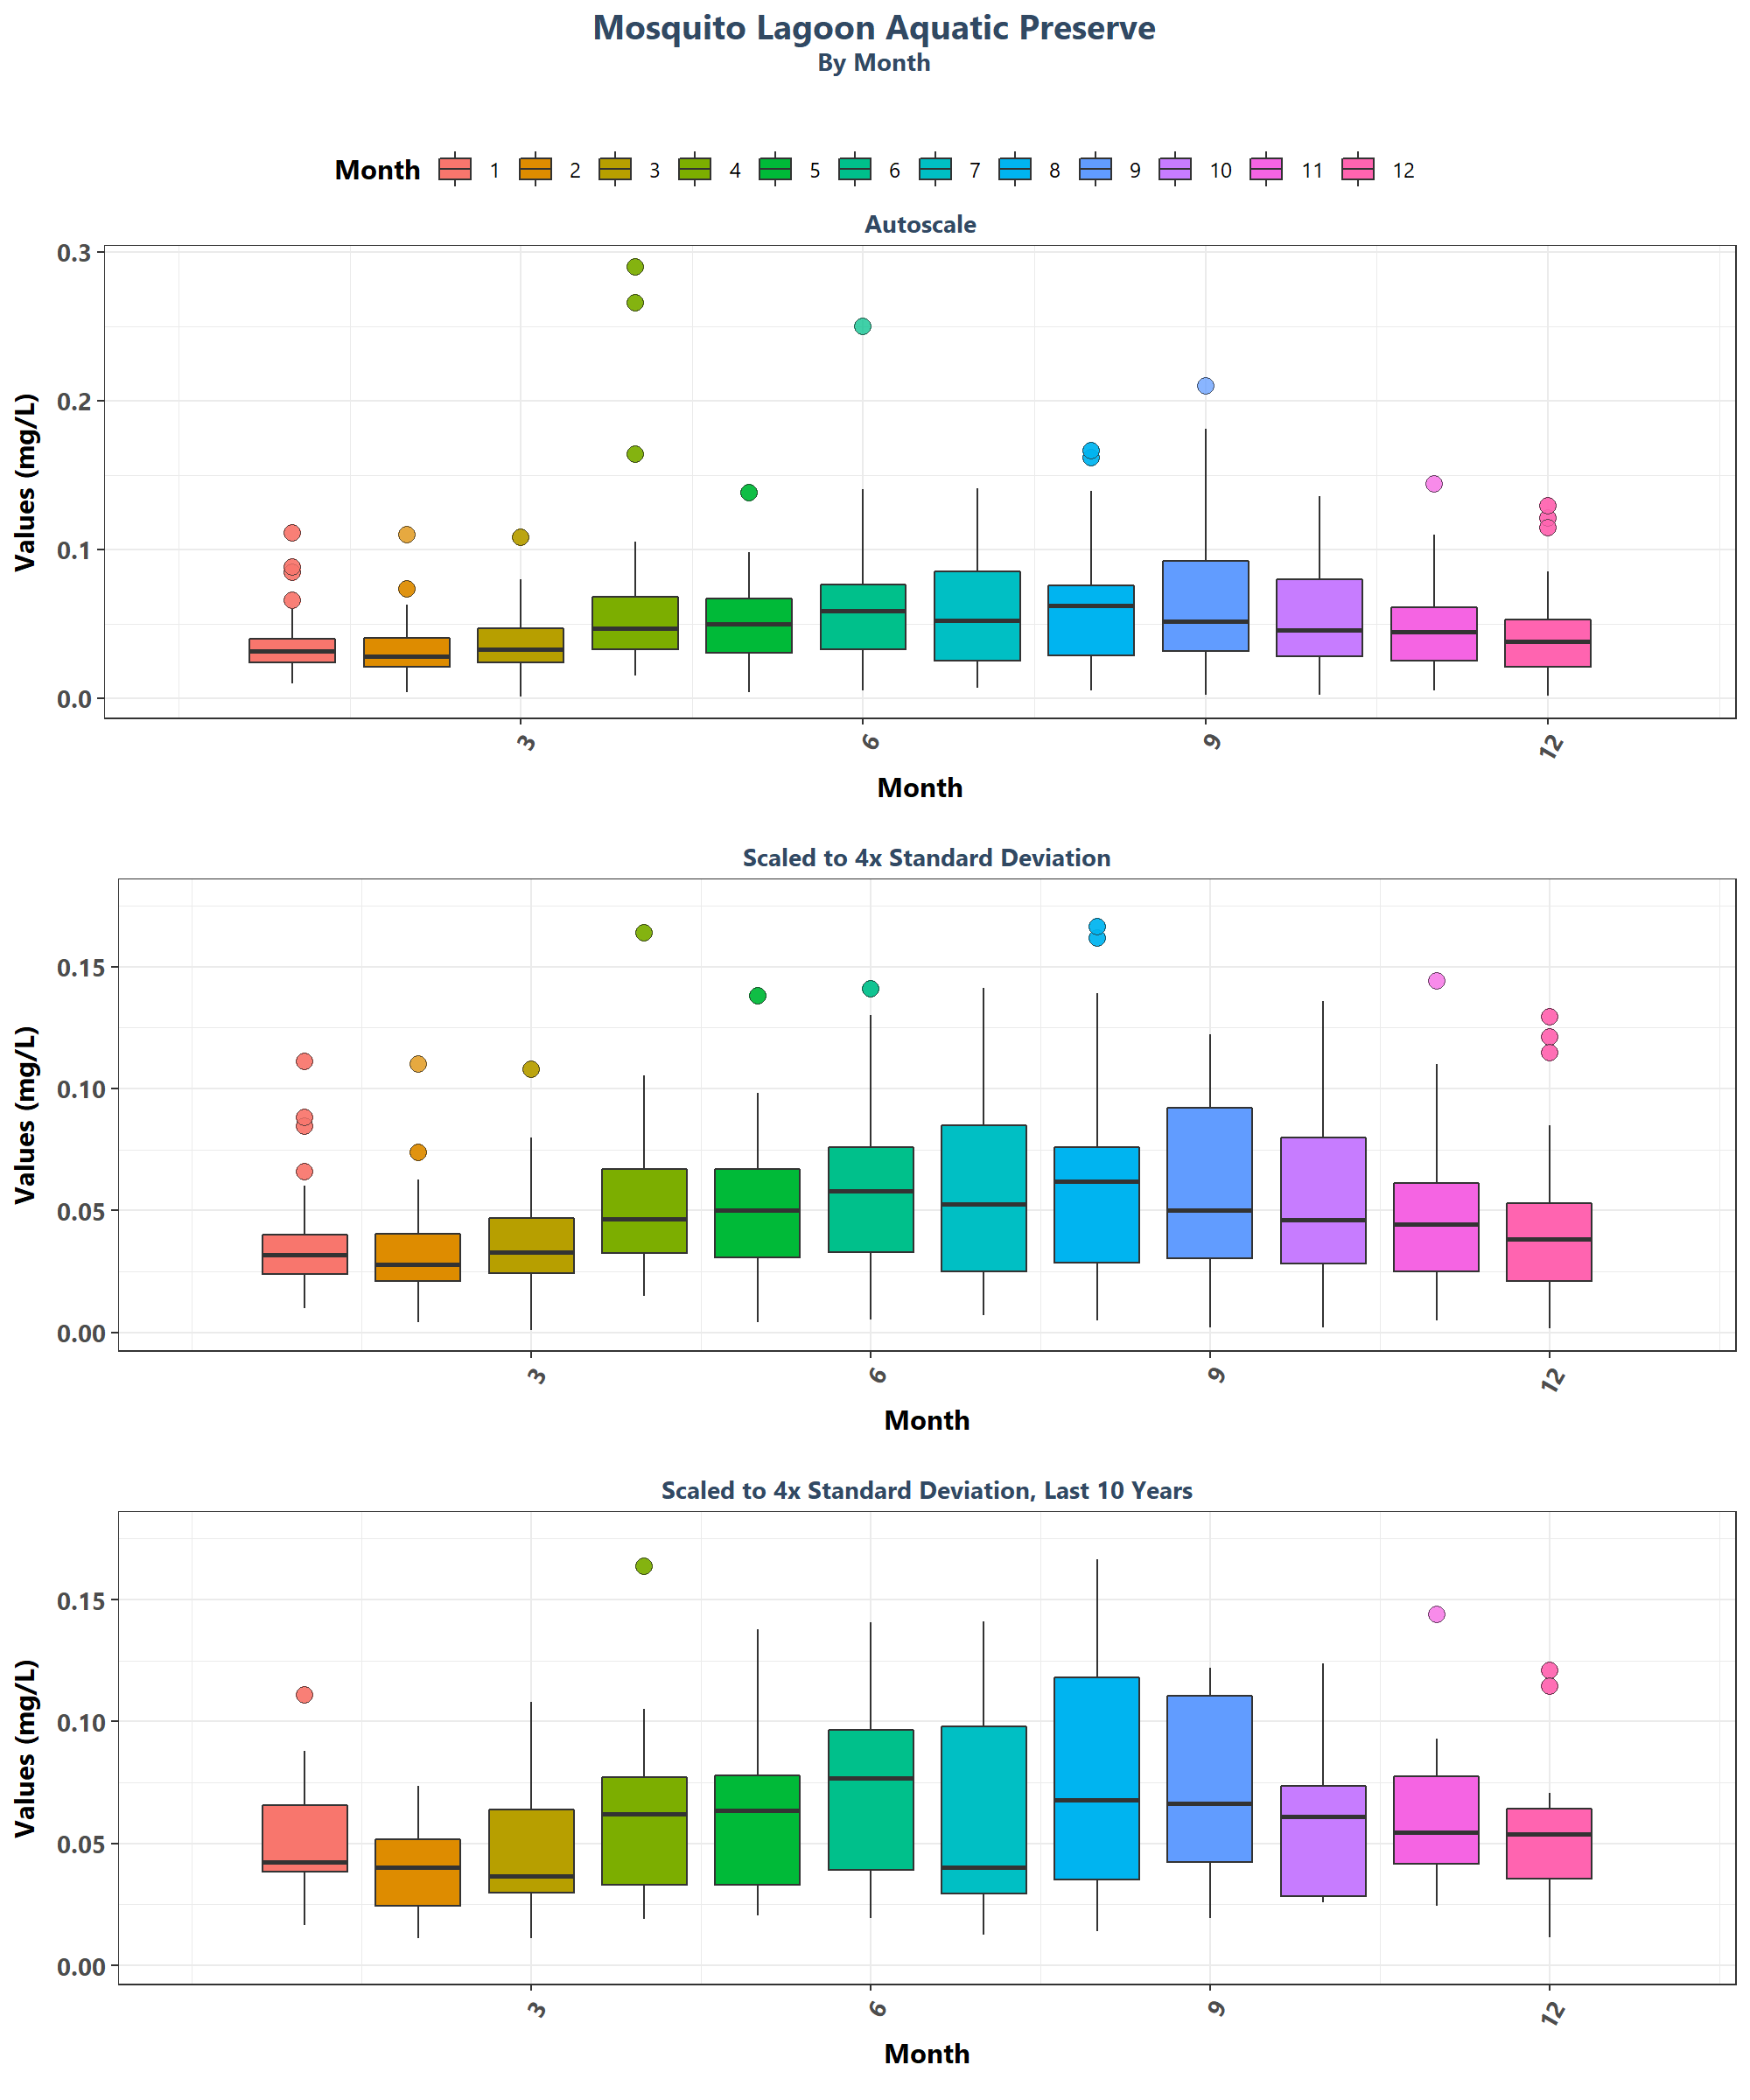 Mosquito Lagoon Aquatic Preserve
By Month
Month 1 2 3 4 5 6 7 8 9 10 11 12
Autoscale
Values (mg/L)
0.3
0.2
0.1
0.0
3 6 9 12
Month
Scaled to 4x Standard Deviation
Values (mg/L)
0.15
0.10
0.05
0.00
3 6 9 12
Month
Scaled to 4x Standard Deviation, Last 10 Years
Values (mg/L)
0.15
0.10
0.05
0.00
3 6 9 12
Month